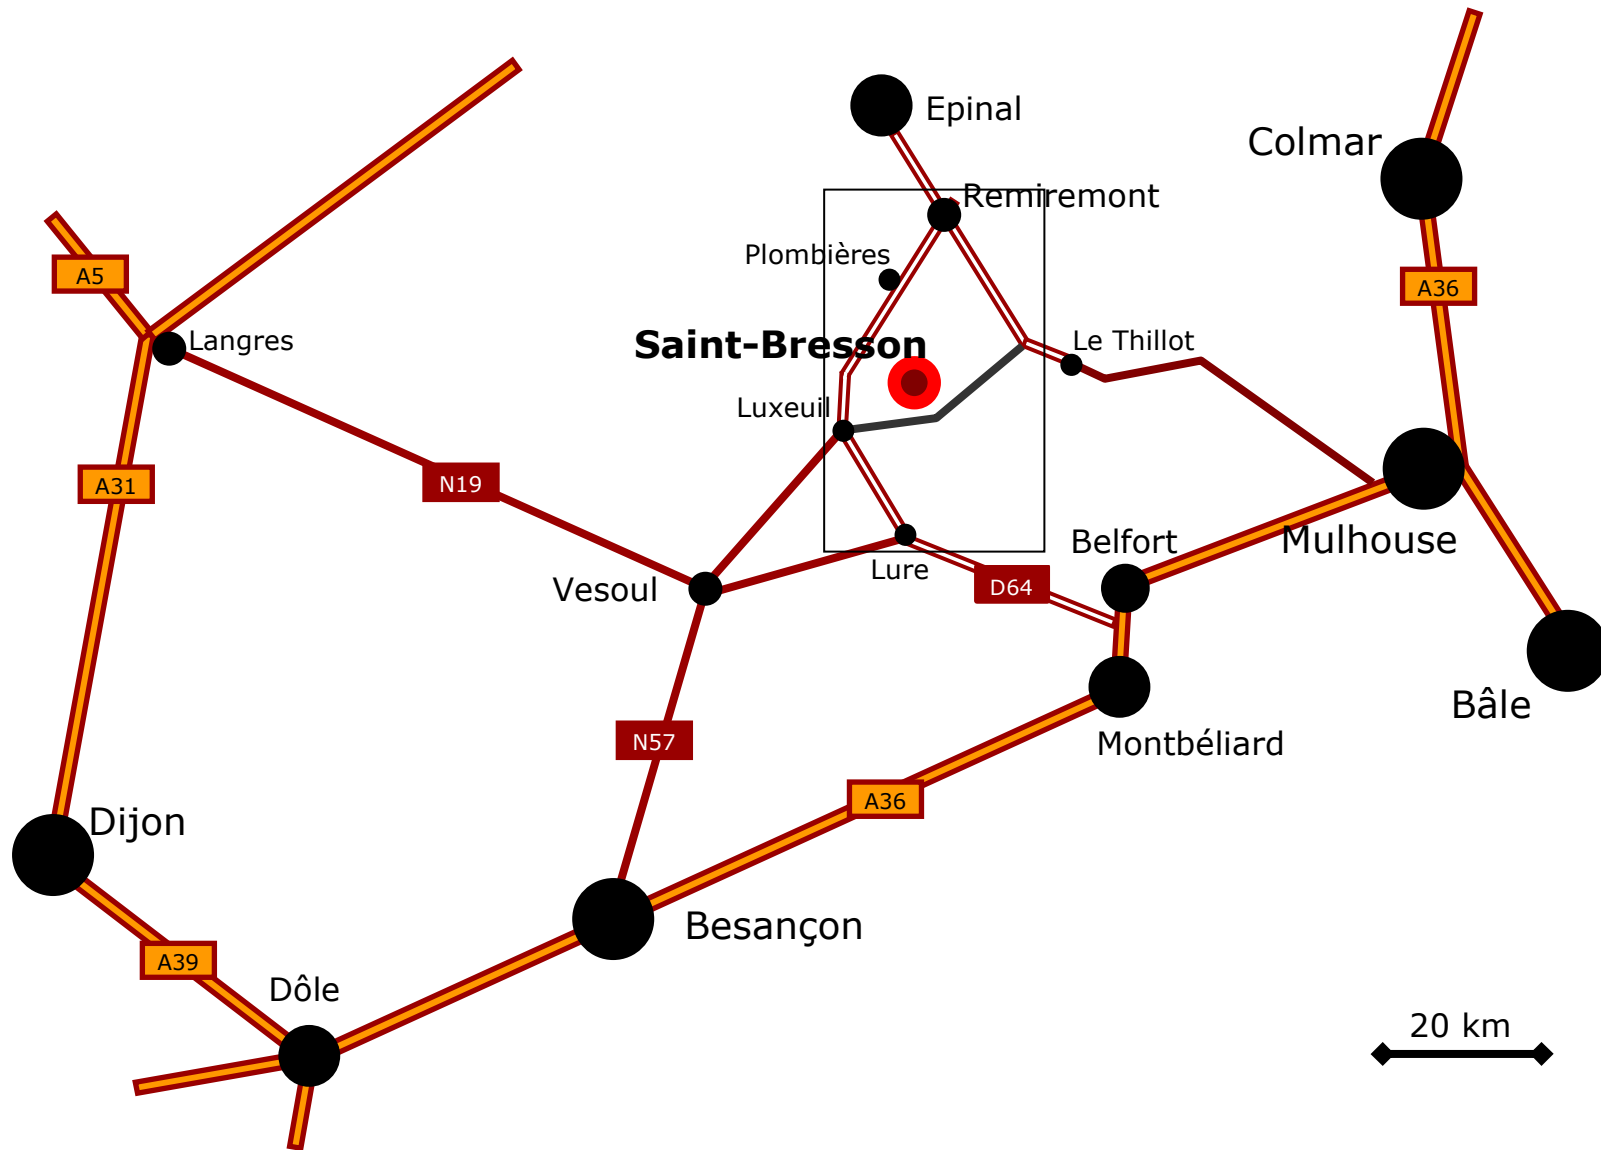 Epinal
Colmar
Remiremont
Plombières
A5
A36
Langres
Saint-Bresson
Le Thillot
Luxeuil
A31
N19
Mulhouse
Belfort
Lure
Vesoul
D64
Bâle
N57
Montbéliard
A36
Dijon
Besançon
A39
Dôle
20 km